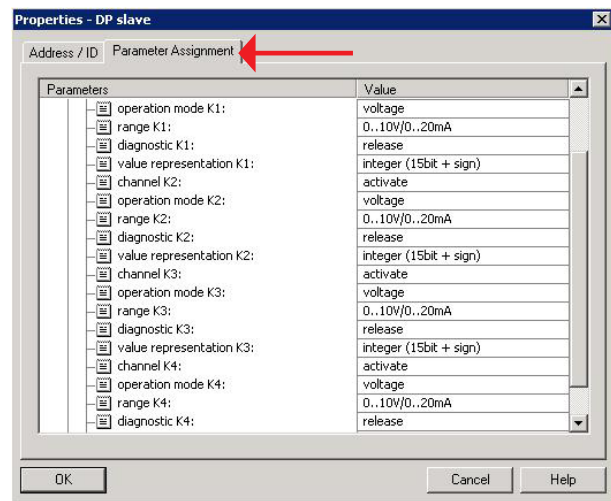 Properties - DP slave
Address / ID Parameter Assignment
Parameters Value
operation mode K1: voltage
range K1: 0..10V/0..20mA
diagnostic K1: release
value representation K1: integer (15bit + sign)
channel K2: activate
operation mode K2: voltage
range K2: 0..10V/0..20mA
diagnostic K2: release
value representation K2: integer (15bit + sign)
channel K3: activate
operation mode K3: voltage
range K3: 0..10V/0..20mA
diagnostic K3: release
value representation K3: integer (15bit + sign)
channel K4: activate
operation mode K4: voltage
range K4: 0..10V/0..20mA
diagnostic K4: release
OK Cancel Help